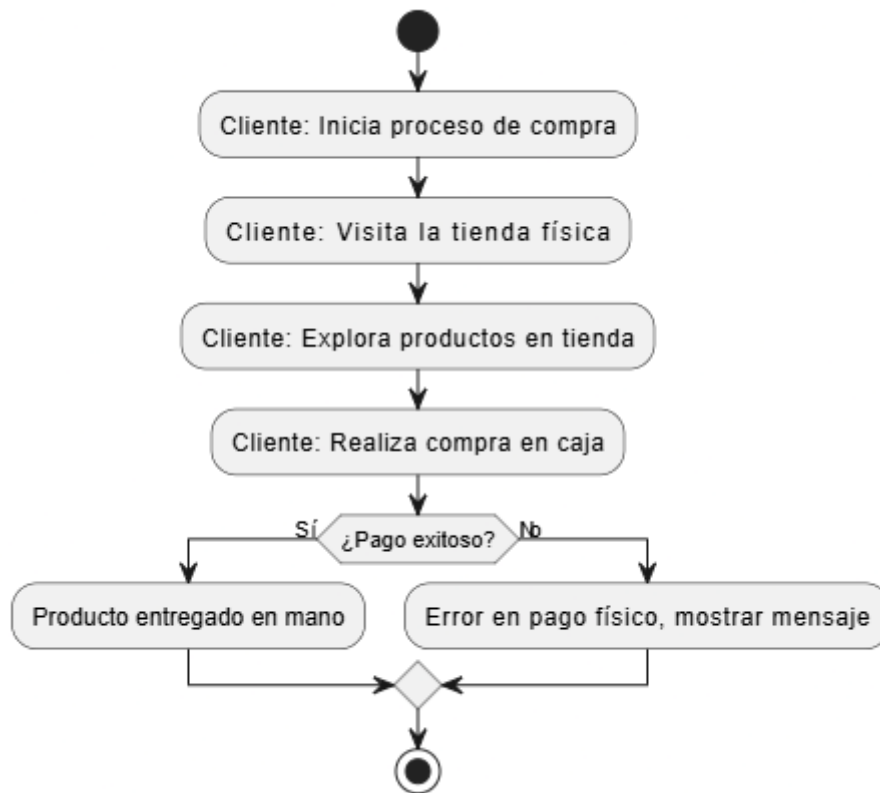 Cliente: Inicia proceso de compra
Cliente: Visita la tienda física
Cliente: Explora productos en tienda
Cliente: Realiza compra en caja
Sí
¿Pago exitoso?
No
Producto entregado en mano
Error en pago físico, mostrar mensaje